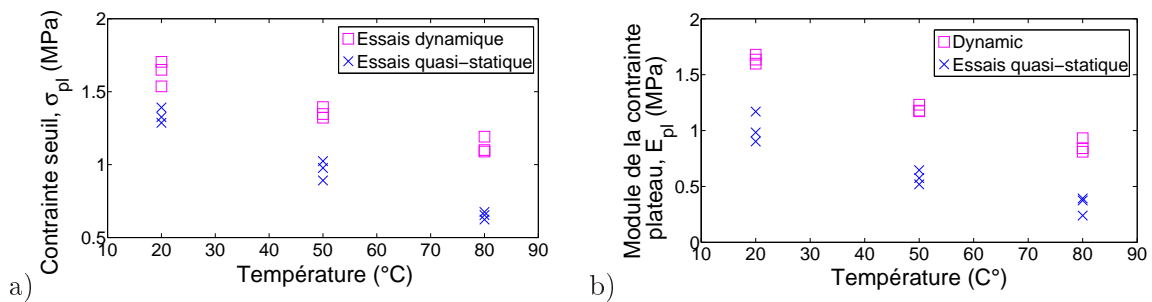 2
1.5
1
0.5
10 20 30 40 50 60 70 80 90
Contrainte seuil, σpl (MPa)
Température (°C)
Essais dynamique
Essais quasi−statique
a)
2
1.5
1
0.5
0
10 20 30 40 50 60 70 80 90
Module de la contrainte
plateau, Epl (MPa)
Température (C°)
Dynamic
Essais quasi−statique
b)